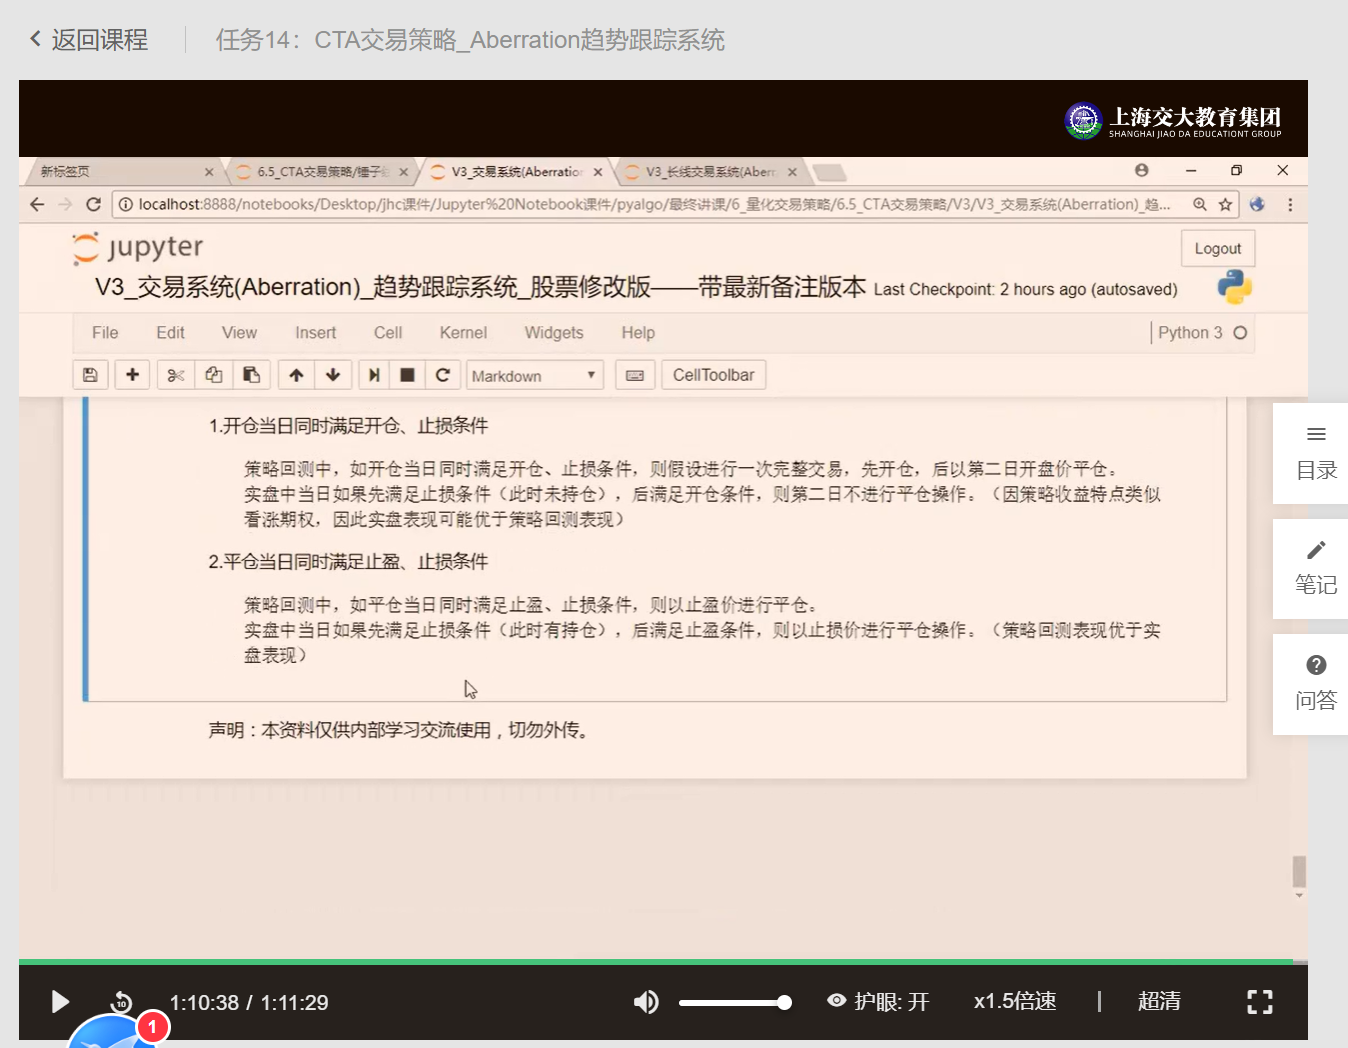 返回课程
任务14：CTA交易策略_Aberration趋势跟踪系统
上海交大教育集团
SHANGHAI JIAO DA EDUCATIONT GROUP
新标签页
6.5_CTA交易策略/锤子
V3_交易系统(Aberration
V3_长线交易系统(Aberr
localhost:8888/notebooks/Desktop/jhc课件/Jupyter%20Notebook课件/pyalgo/最终讲课/6_量化交易策略/6.5_CTA交易策略/V3/V3_交易系统(Aberration)_趋...
jupyter
Logout
V3_交易系统(Aberration)_趋势跟踪系统_股票修改版——带最新备注版本 Last Checkpoint: 2 hours ago (autosaved)
File Edit View Insert Cell Kernel Widgets Help
Python 3
Markdown
CellToolbar
1.开仓当日同时满足开仓、止损条件
策略回测中，如开仓当日同时满足开仓、止损条件，则假设进行一次完整交易，先开仓，后以第二日开盘价平仓。
实盘中当日如果先满足止损条件（此时未持仓），后满足开仓条件，则第二日不进行平仓操作。（因策略收益特点类似
看涨期权，因此实盘表现可能优于策略回测表现）
2.平仓当日同时满足止盈、止损条件
策略回测中，如平仓当日同时满足止盈、止损条件，则以止盈价进行平仓。
实盘中当日如果先满足止损条件（此时有持仓），后满足止盈条件，则以止损价进行平仓操作。（策略回测表现优于实
盘表现）
声明：本资料仅供内部学习交流使用，切勿外传。
目录
笔记
问答
10
1:10:38 / 1:11:29
护眼: 开
x1.5倍速
超清
1